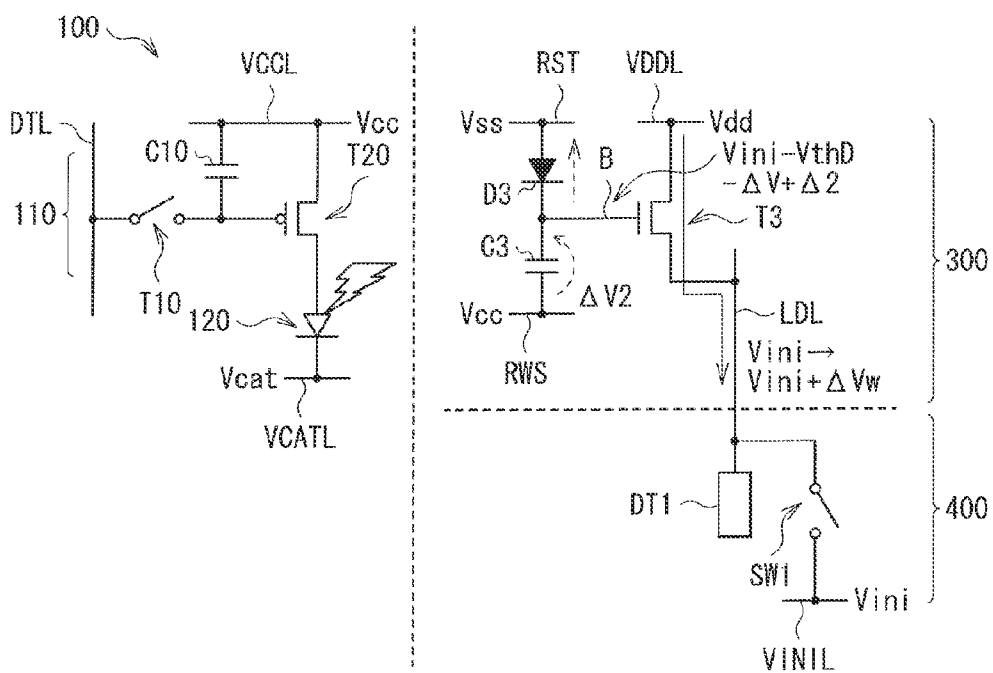 100
VCCL
Vcc
DTL
C10
T20
110
T10
120
Vcat
VCATL
RST
VDDL
Vss
Vdd
B
Vini-VthD
-ΔV+Δ2
D3
T3
C3
ΔV2
300
Vcc
LDL
RWS
Vini→
Vini+ΔVw
DT1
400
SW1
Vini
VINIL